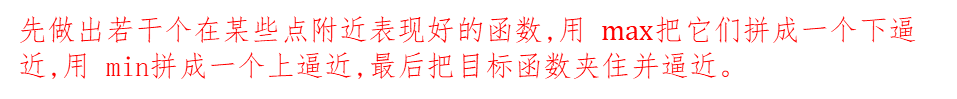 先做出若干个在某些点附近表现好的函数,用 max把它们拼成一个下逼
近,用 min拼成一个上逼近,最后把目标函数夹住并逼近。